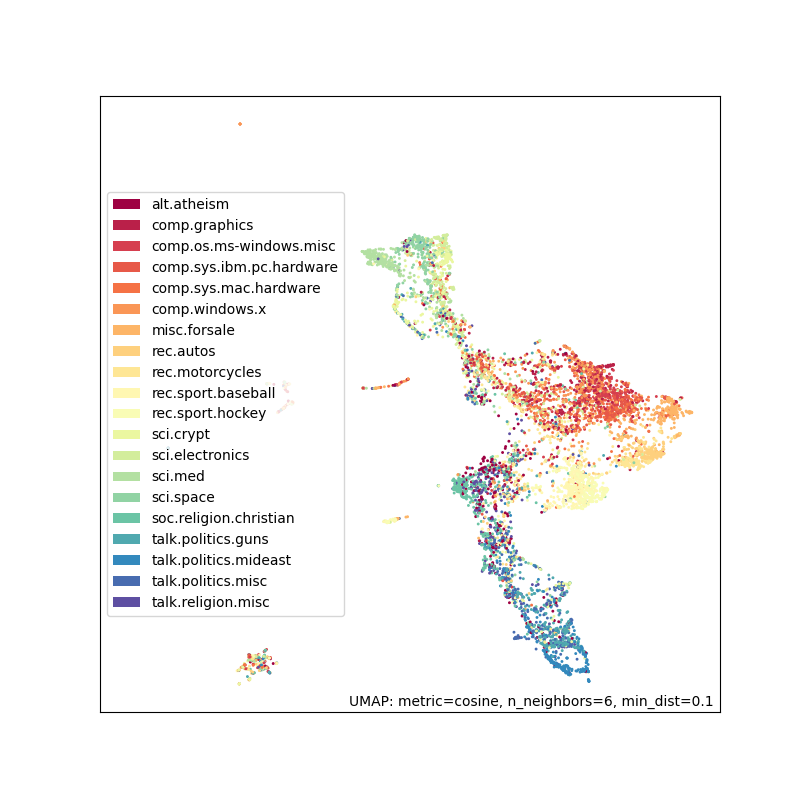 alt.atheism
comp.graphics
comp.os.ms-windows.misc
comp.sys.ibm.pc.hardware
comp.sys.mac.hardware
comp.windows.x
misc.forsale
rec.autos
rec.motorcycles
rec.sport.baseball
rec.sport.hockey
sci.crypt
sci.electronics
sci.med
sci.space
soc.religion.christian
talk.politics.guns
talk.politics.mideast
talk.politics.misc
talk.religion.misc
UMAP: metric=cosine, n_neighbors=6, min_dist=0.1